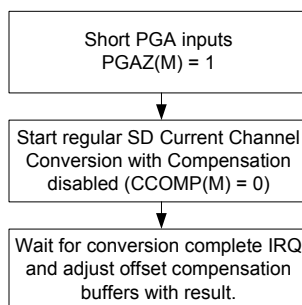 Short PGA inputs
PGAZ(M) = 1
Start regular SD Current Channel
Conversion with Compensation
disabled (CCOMP(M) = 0)
Wait for conversion complete IRQ
and adjust offset compensation
buffers with result.